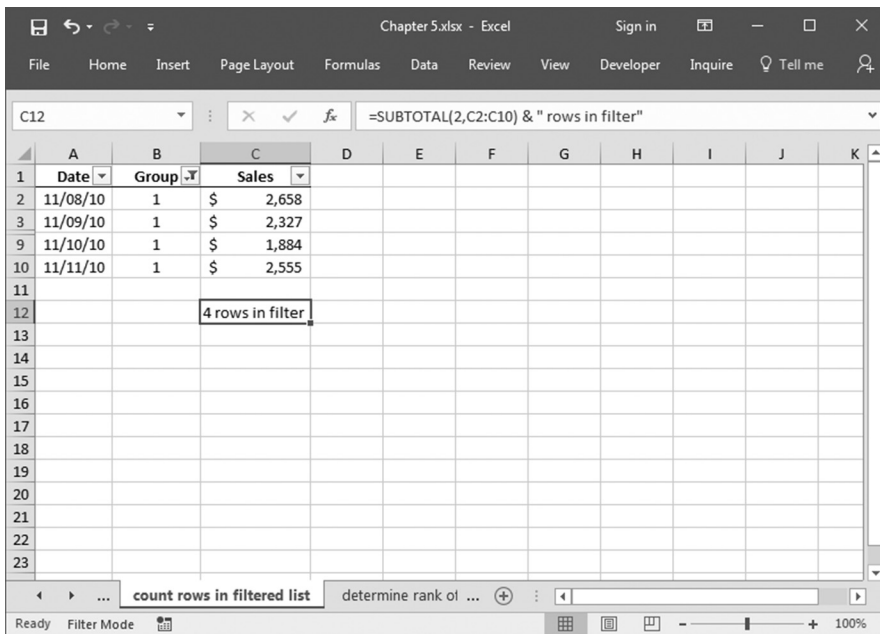 Chapter 5.xlsx - Excel
Sign in
File Home Insert Page Layout Formulas Data Review View Developer Inquire Tell me
C12 fx =SUBTOTAL(2,C2:C10) & " rows in filter"
A B C D E F G H I J K
1 Date Group Sales
2 11/08/10 1 $ 2,658
3 11/09/10 1 $ 2,327
9 11/10/10 1 $ 1,884
10 11/11/10 1 $ 2,555
11
12 4 rows in filter
13
14
15
16
17
18
19
20
21
22
23
... count rows in filtered list determine rank of ...
Ready Filter Mode 100%